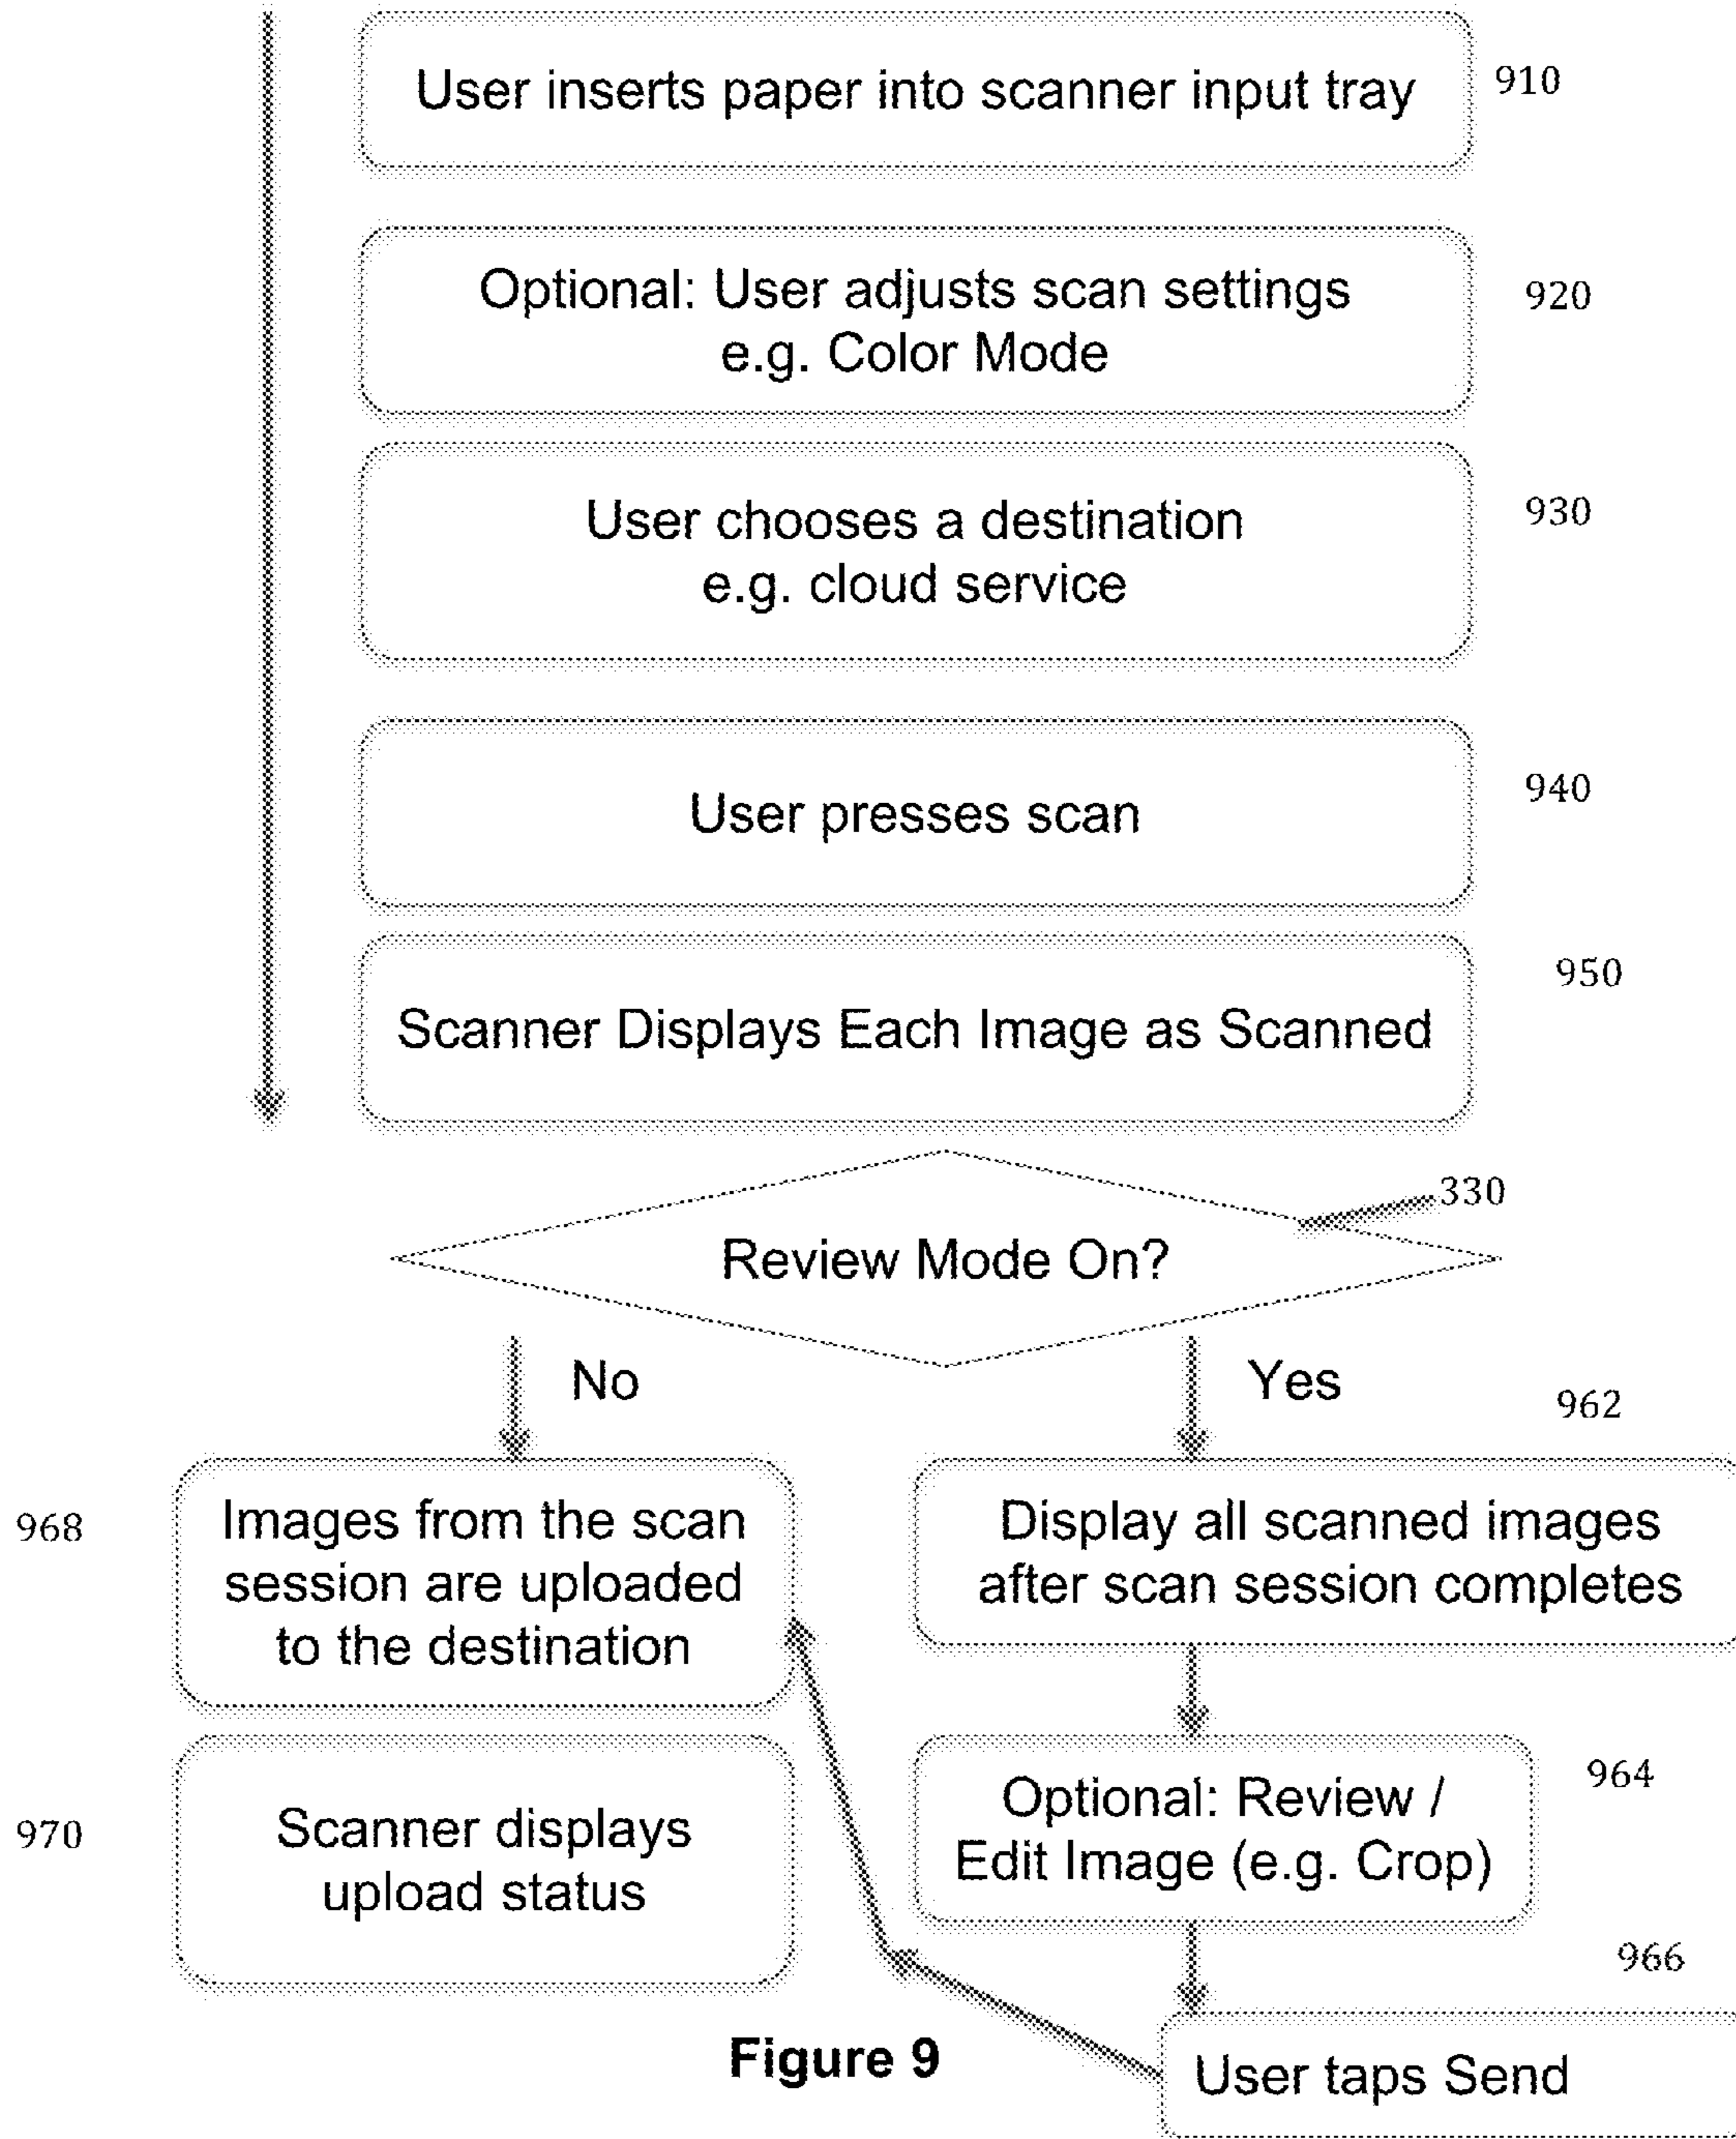 User inserts paper into scanner input tray
910
Optional: User adjusts scan settings
e.g. Color Mode
920
User chooses a destination
e.g. cloud service
930
User presses scan
940
Scanner Displays Each Image as Scanned
950
Review Mode On?
330
No
Yes
962
968
Images from the scan
session are uploaded
to the destination
Display all scanned images
after scan session completes
970
Scanner displays
upload status
Optional: Review /
Edit Image (e.g. Crop)
964
966
User taps Send
Figure 9